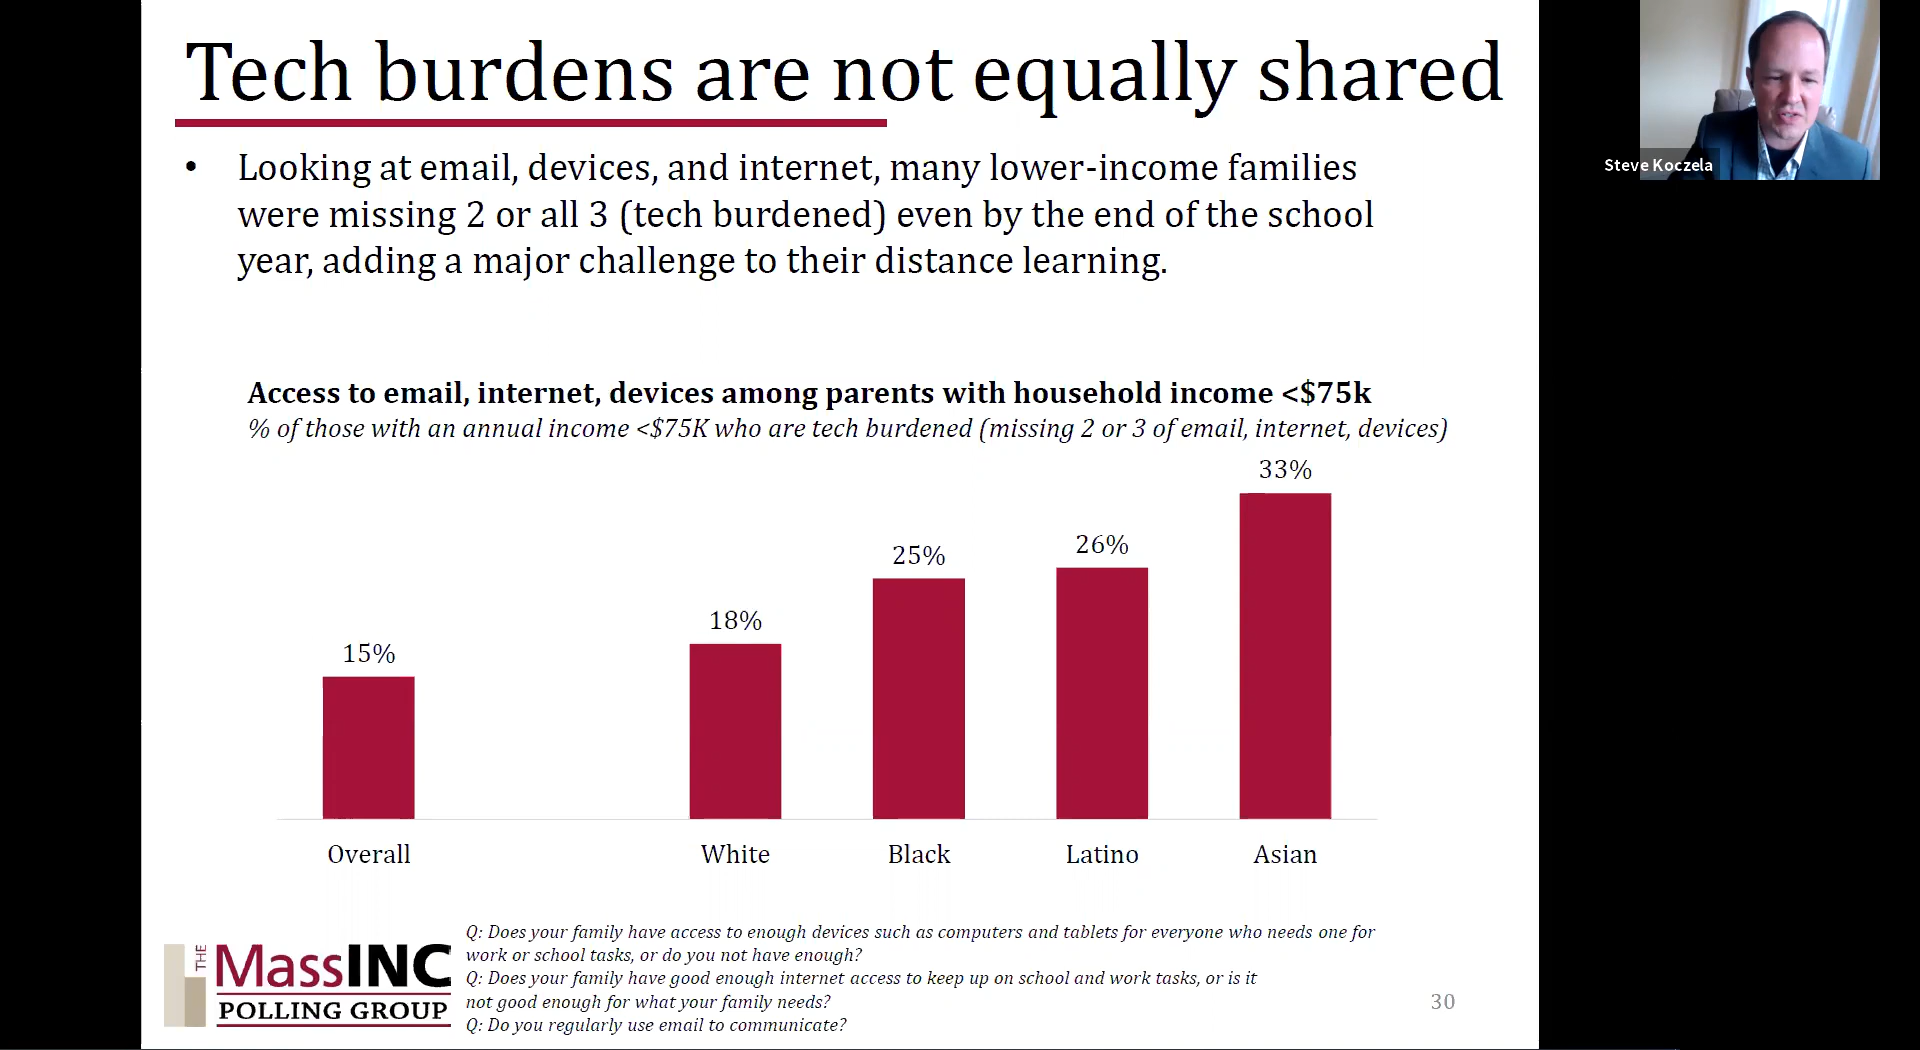 Tech burdens are not equally shared
Steve Koczela
• Looking at email, devices, and internet, many lower-income families
were missing 2 or all 3 (tech burdened) even by the end of the school
year, adding a major challenge to their distance learning.
Access to email, internet, devices among parents with household income <$75k
% of those with an annual income <$75K who are tech burdened (missing 2 or 3 of email, internet, devices)
33%
26%
25%
18%
15%
Overall White Black Latino Asian
THE
MassINC
POLLING GROUP
Q: Does your family have access to enough devices such as computers and tablets for everyone who needs one for
work or school tasks, or do you not have enough?
Q: Does your family have good enough internet access to keep up on school and work tasks, or is it
not good enough for what your family needs?
Q: Do you regularly use email to communicate?
30